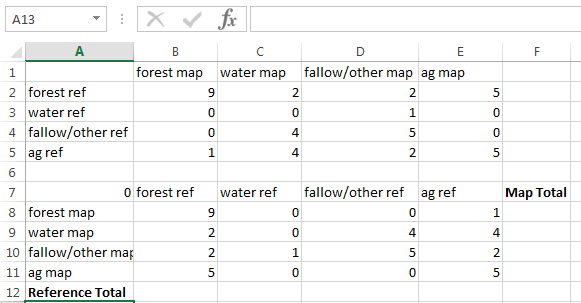 A13 fx
A B C D E F
1 forest map water map fallow/other map ag map
2 forest ref 9 2 2 5
3 water ref 0 0 1 0
4 fallow/other ref 0 4 5 0
5 ag ref 1 4 2 5
6
7 0 forest ref water ref fallow/other ref ag ref Map Total
8 forest map 9 0 0 1
9 water map 2 0 4 4
10 fallow/other map 2 1 5 2
11 ag map 5 0 0 5
12 Reference Total